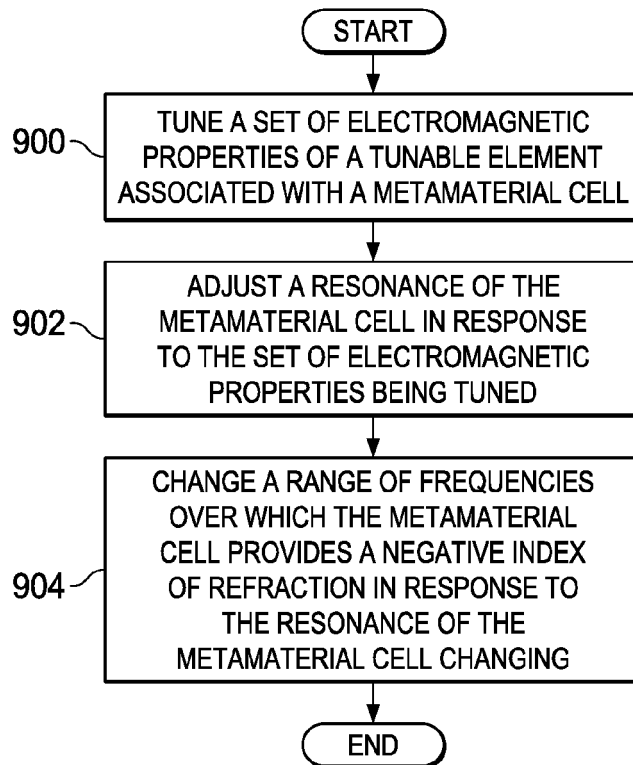 START
900
TUNE A SET OF ELECTROMAGNETIC
PROPERTIES OF A TUNABLE ELEMENT
ASSOCIATED WITH A METAMATERIAL CELL
902
ADJUST A RESONANCE OF THE
METAMATERIAL CELL IN RESPONSE
TO THE SET OF ELECTROMAGNETIC
PROPERTIES BEING TUNED
904
CHANGE A RANGE OF FREQUENCIES
OVER WHICH THE METAMATERIAL
CELL PROVIDES A NEGATIVE INDEX
OF REFRACTION IN RESPONSE TO
THE RESONANCE OF THE
METAMATERIAL CELL CHANGING
END